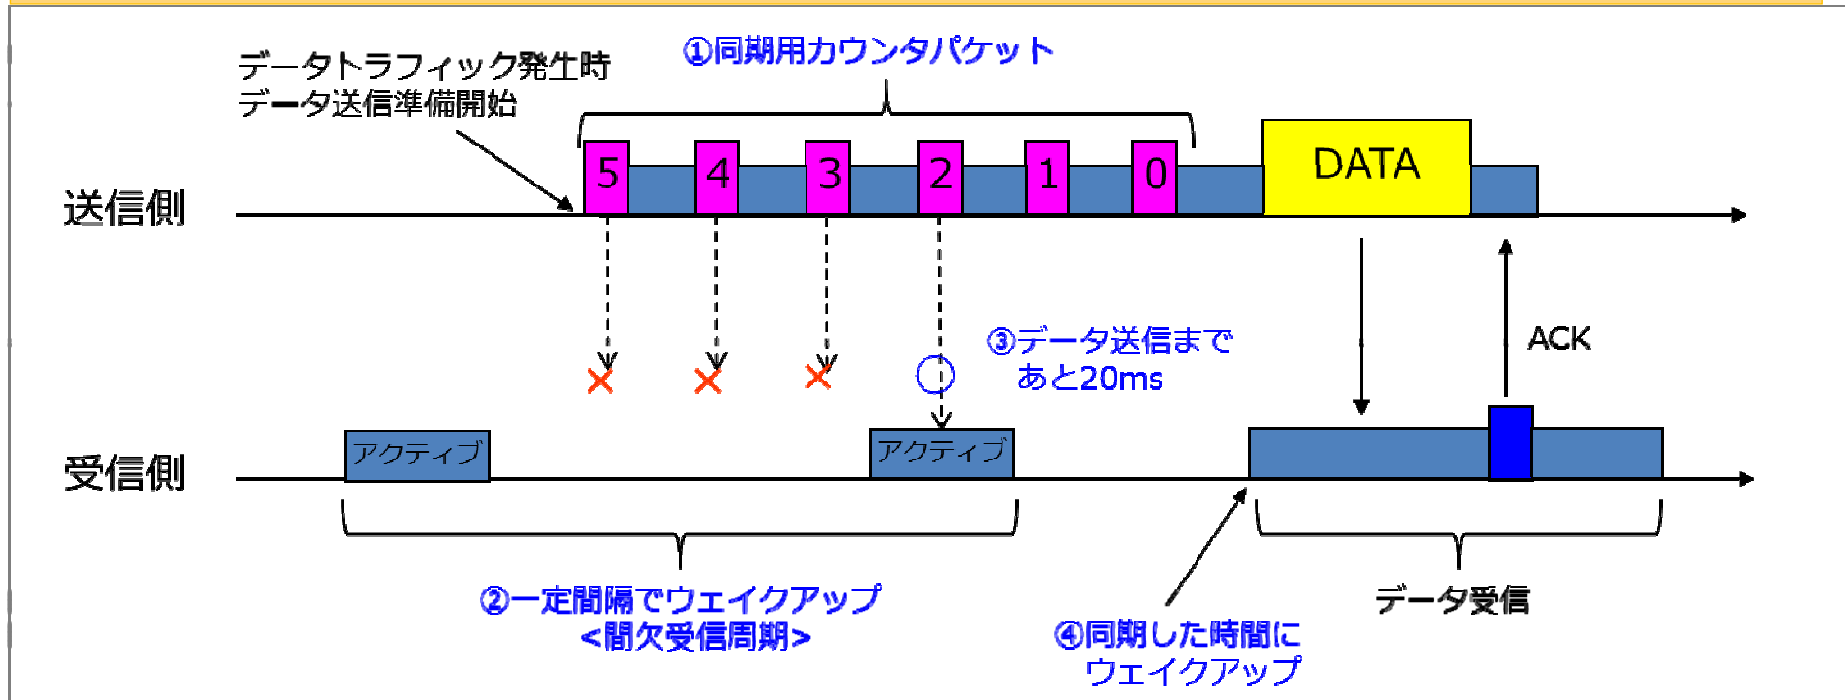 ①同期用カウンタパケット
データトラフィック発生時
データ送信準備開始
5
4
3
2
1
0
DATA
送信側
③データ送信まで
あと20ms
ACK
アクティブ
アクティブ
受信側
②一定間隔でウェイクアップ
<間欠受信周期>
データ受信
④同期した時間に
ウェイクアップ